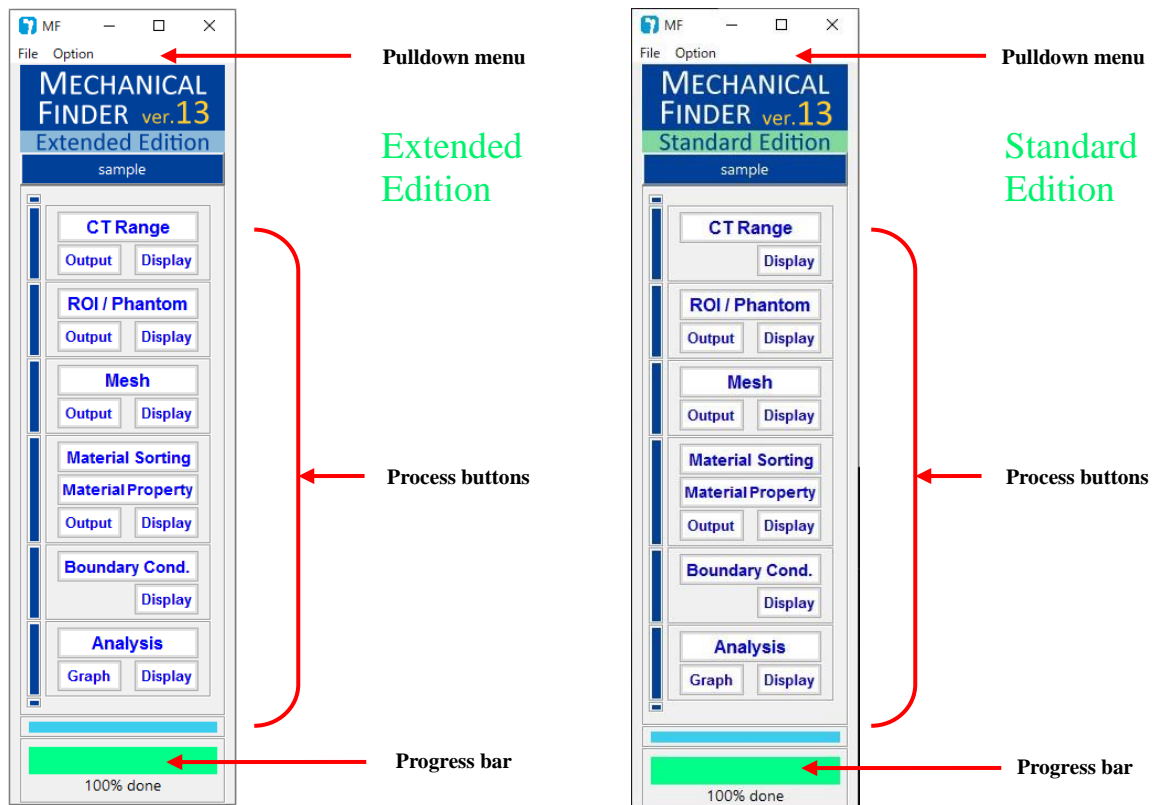 MF
File Option
MECHANICAL
FINDER ver.13
Extended Edition
sample
CT Range
Output Display
ROI / Phantom
Output Display
Mesh
Output Display
Material Sorting
Material Property
Output Display
Boundary Cond.
Display
Analysis
Graph Display
100% done
Pulldown menu
Extended
Edition
Process buttons
Progress bar
MF
File Option
MECHANICAL
FINDER ver.13
Standard Edition
sample
CT Range
Display
ROI / Phantom
Output Display
Mesh
Output Display
Material Sorting
Material Property
Output Display
Boundary Cond.
Display
Analysis
Graph Display
100% done
Pulldown menu
Standard
Edition
Process buttons
Progress bar